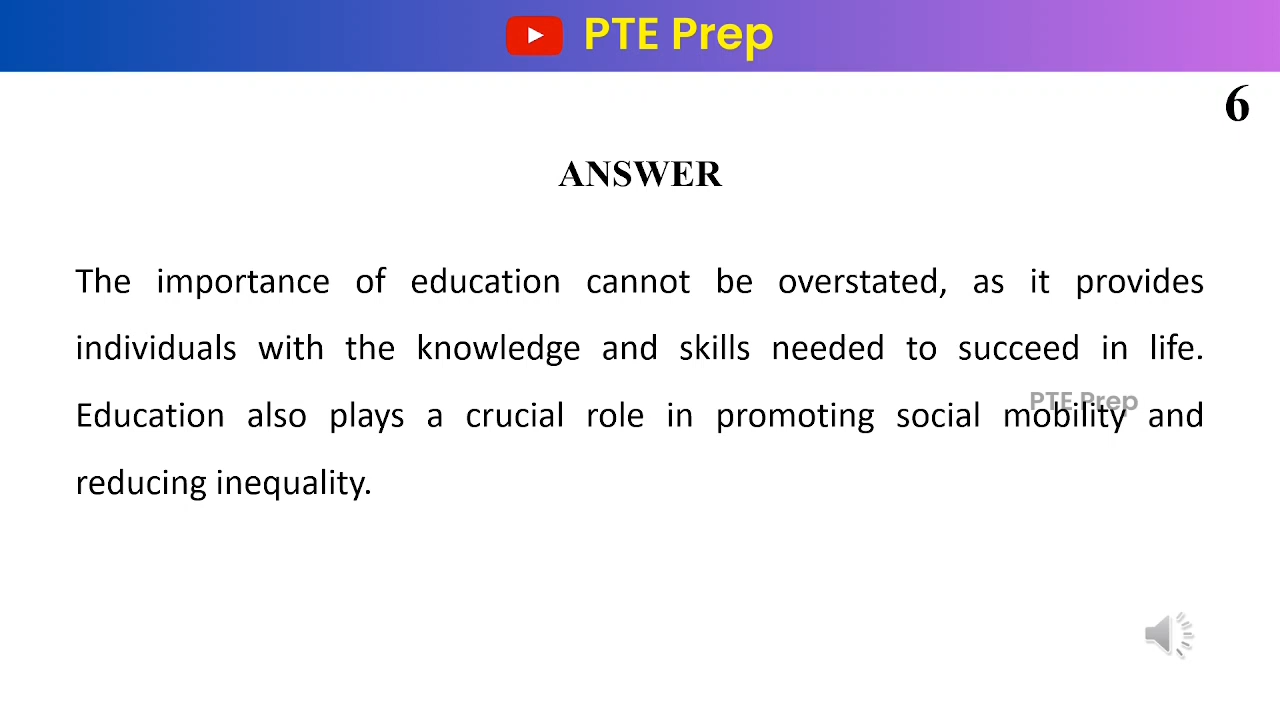 PTE Prep
6
ANSWER
The importance of education cannot be overstated, as it provides
individuals with the knowledge and skills needed to succeed in life.
Education also plays a crucial role in promoting social mobility and
PTE Prep
reducing inequality.